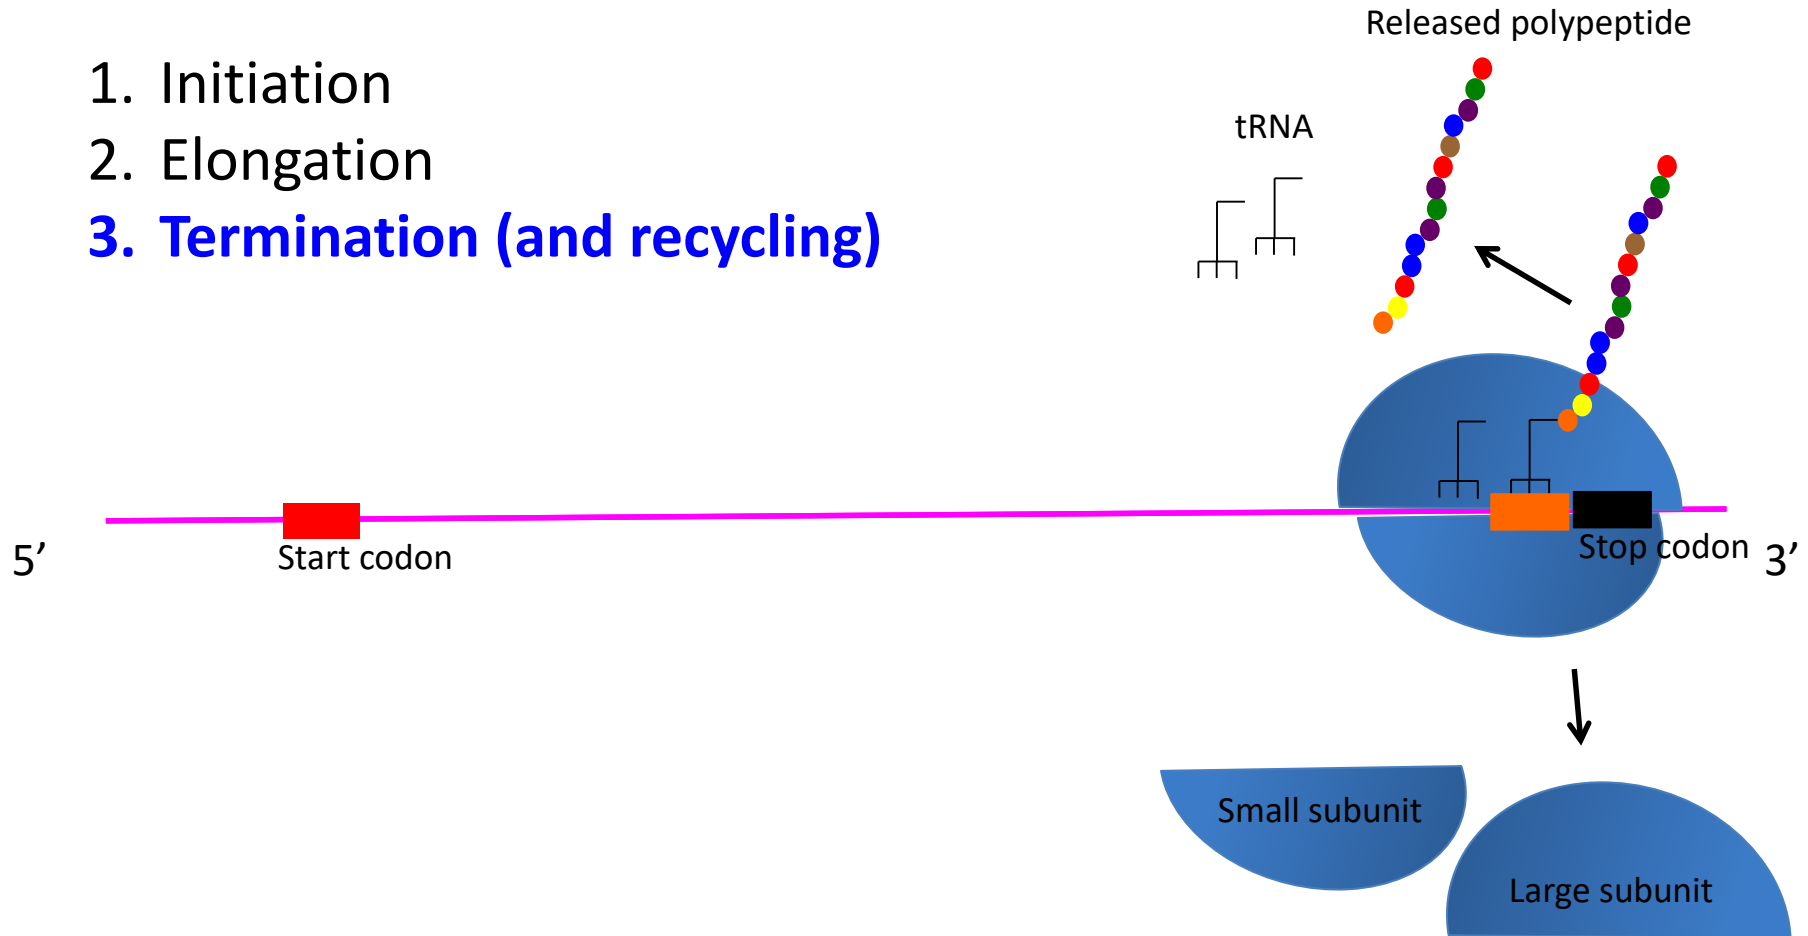 Released polypeptide
1. Initiation
2. Elongation
3. Termination (and recycling)
tRNA
5’
Start codon
Stop codon
3’
Small subunit
Large subunit